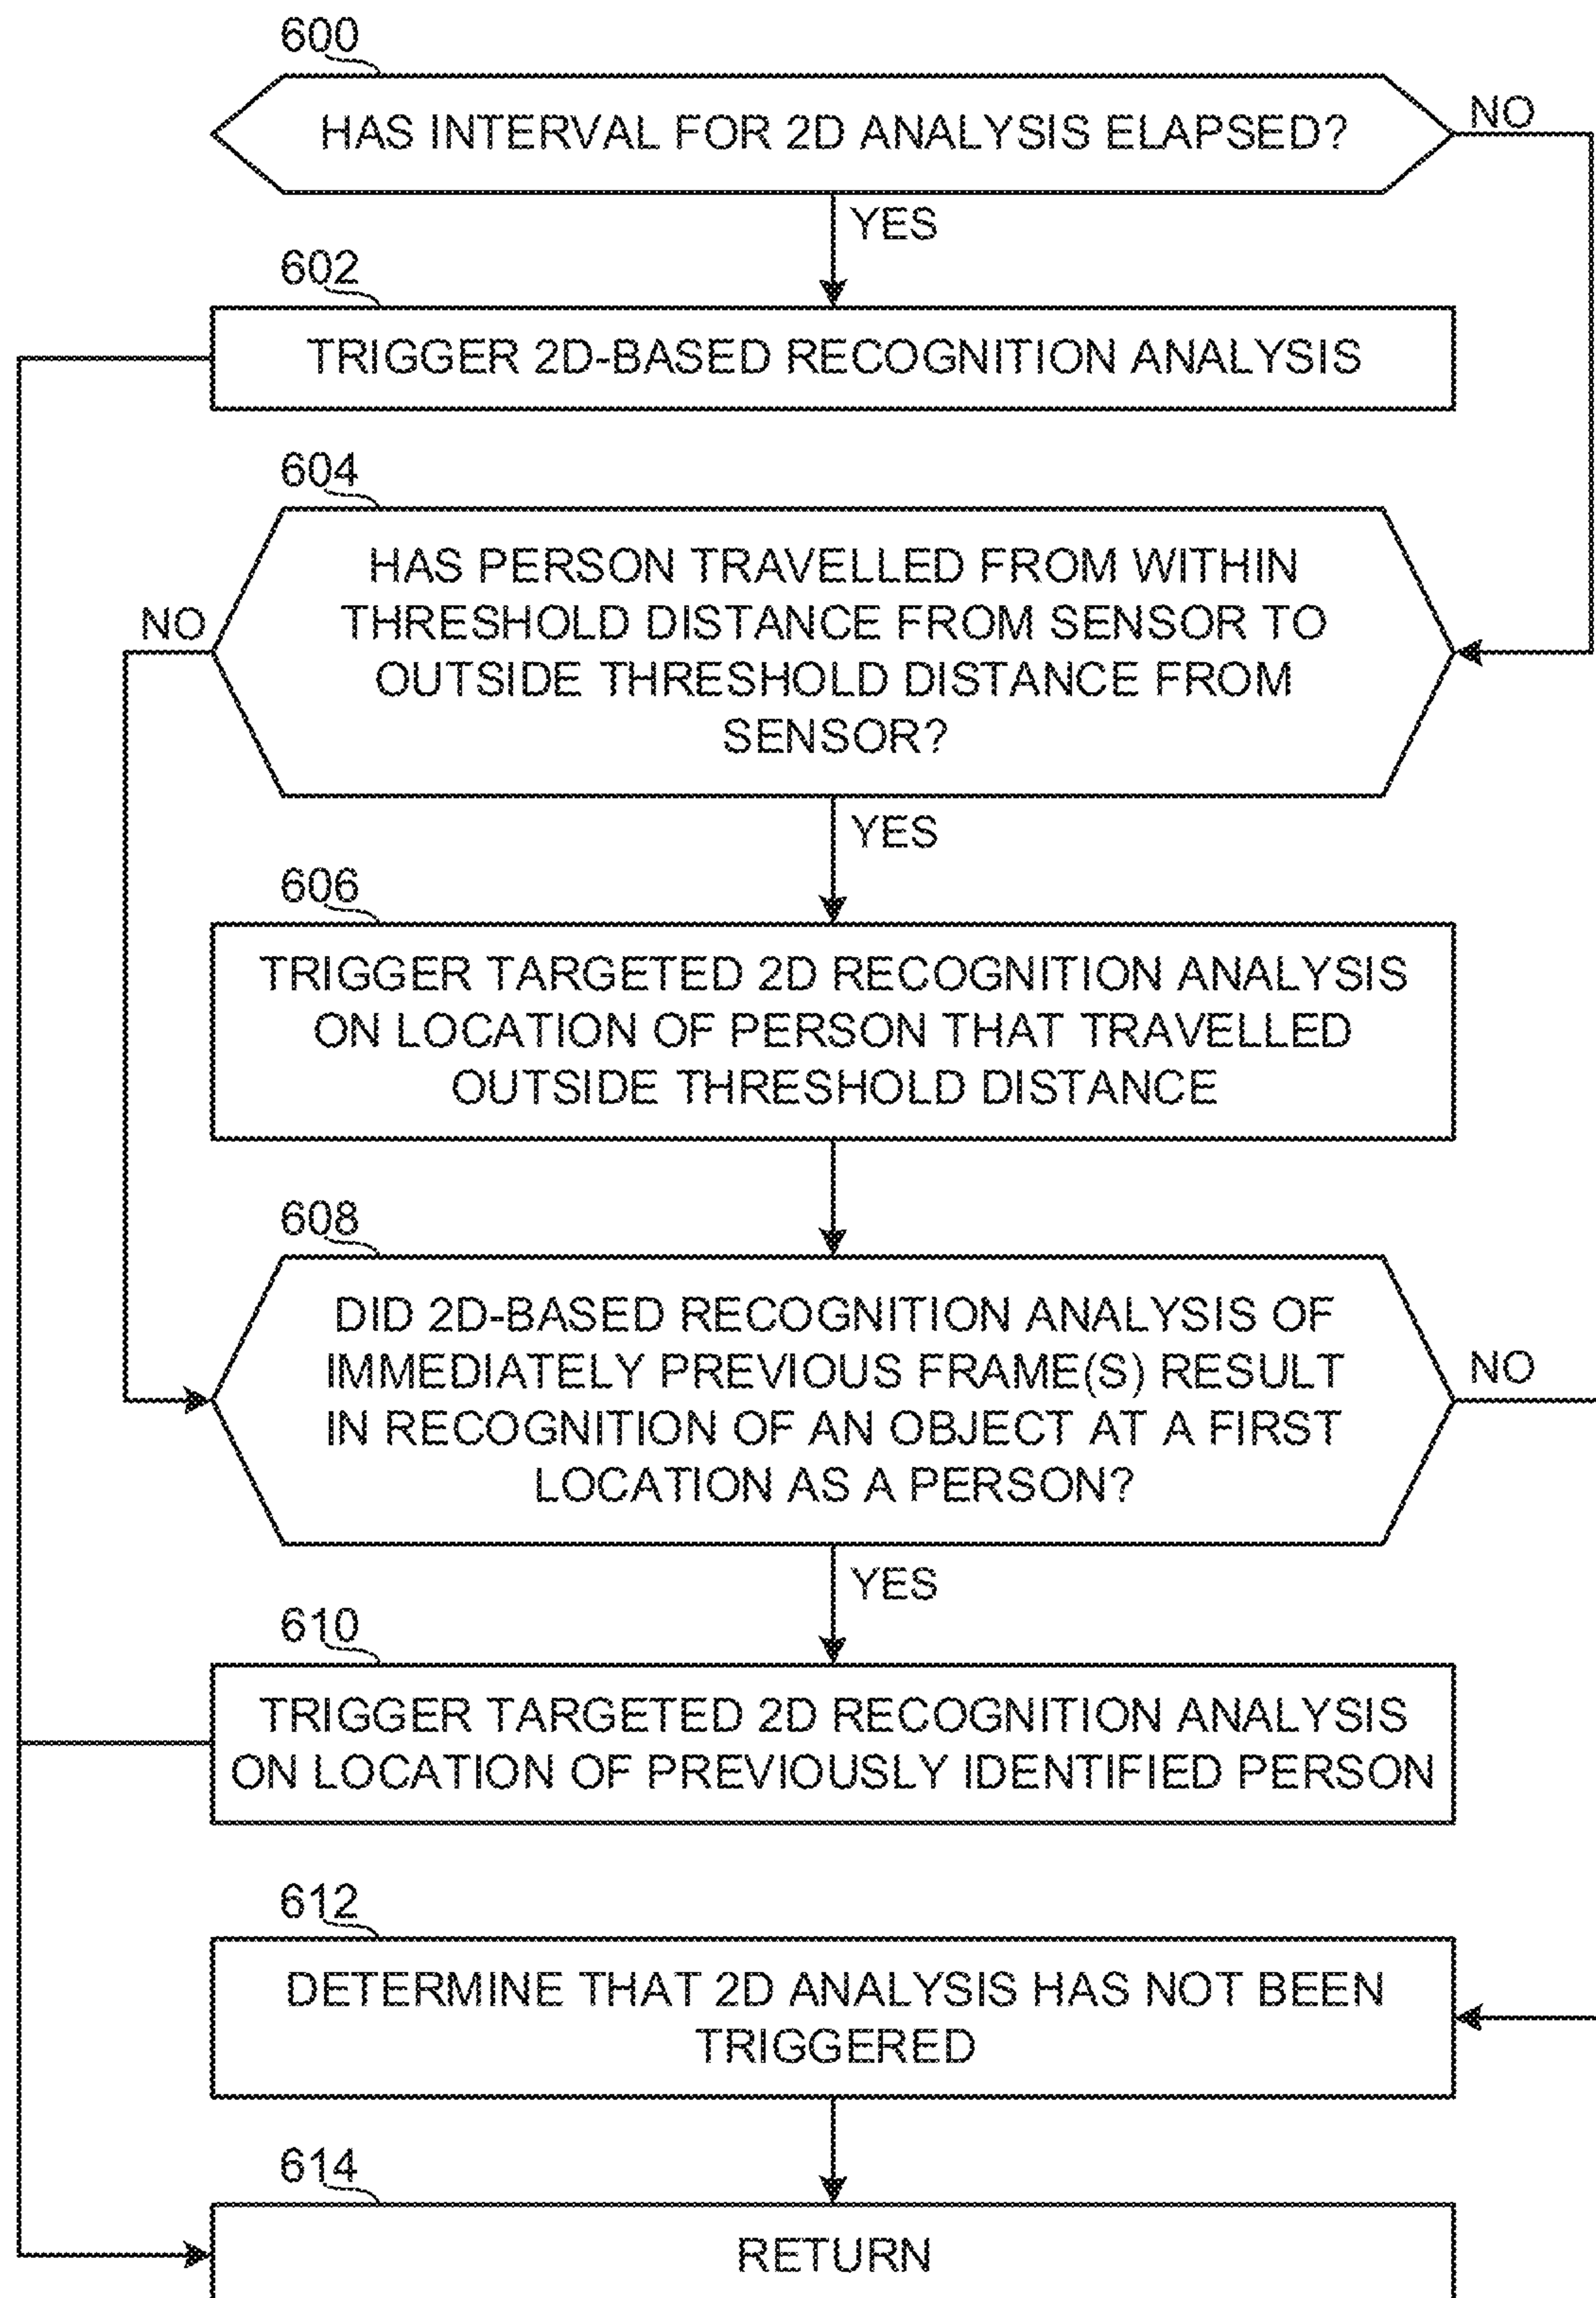 600
HAS INTERVAL FOR 2D ANALYSIS ELAPSED?
NO
YES
602
TRIGGER 2D-BASED RECOGNITION ANALYSIS
604
HAS PERSON TRAVELLED FROM WITHIN
THRESHOLD DISTANCE FROM SENSOR TO
OUTSIDE THRESHOLD DISTANCE FROM
SENSOR?
NO
YES
606
TRIGGER TARGETED 2D RECOGNITION ANALYSIS
ON LOCATION OF PERSON THAT TRAVELLED
OUTSIDE THRESHOLD DISTANCE
608
DID 2D-BASED RECOGNITION ANALYSIS OF
IMMEDIATELY PREVIOUS FRAME(S) RESULT
IN RECOGNITION OF AN OBJECT AT A FIRST
LOCATION AS A PERSON?
NO
YES
610
TRIGGER TARGETED 2D RECOGNITION ANALYSIS
ON LOCATION OF PREVIOUSLY IDENTIFIED PERSON
612
DETERMINE THAT 2D ANALYSIS HAS NOT BEEN
TRIGGERED
614
RETURN